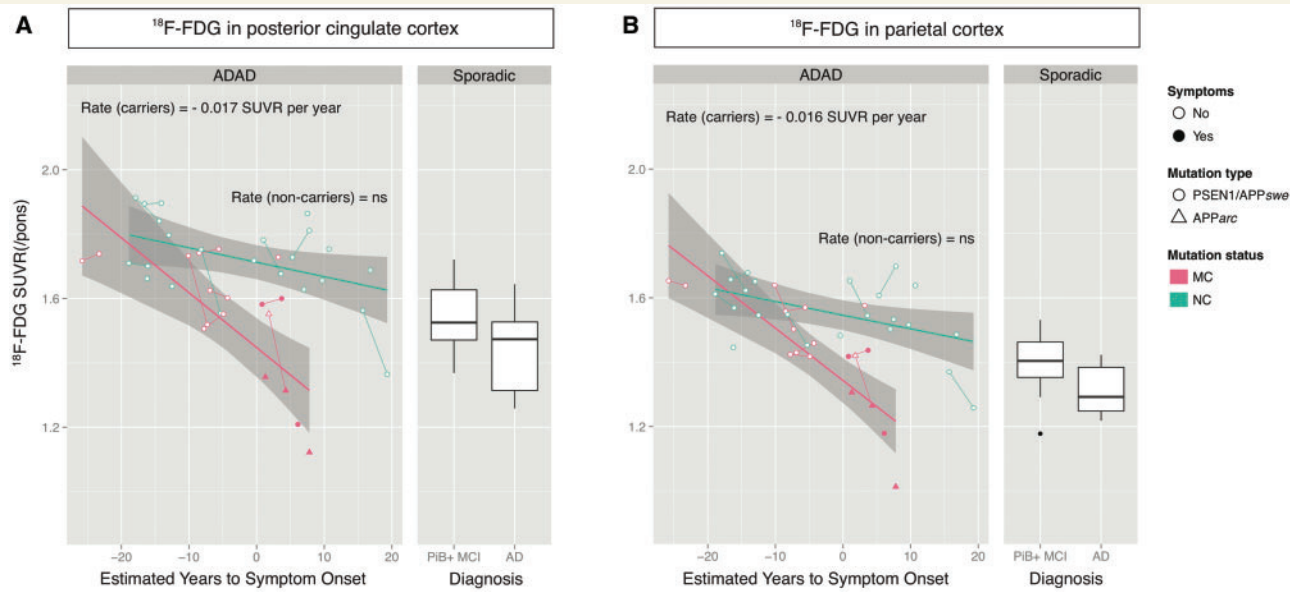 A
¹⁸F-FDG in posterior cingulate cortex
ADAD
Sporadic
Rate (carriers) = - 0.017 SUVR per year
Rate (non-carriers) = ns
¹⁸F-FDG SUVR(/pons)
2.0
1.6
1.2
−20
−10
0
10
20
PiB+ MCI
AD
Estimated Years to Symptom Onset
Diagnosis
B
¹⁸F-FDG in parietal cortex
ADAD
Sporadic
Rate (carriers) = - 0.016 SUVR per year
Rate (non-carriers) = ns
2.0
1.6
1.2
−20
−10
0
10
20
PiB+ MCI
AD
Estimated Years to Symptom Onset
Diagnosis
Symptoms
No
Yes
Mutation type
PSEN1/APPswe
APParc
Mutation status
MC
NC